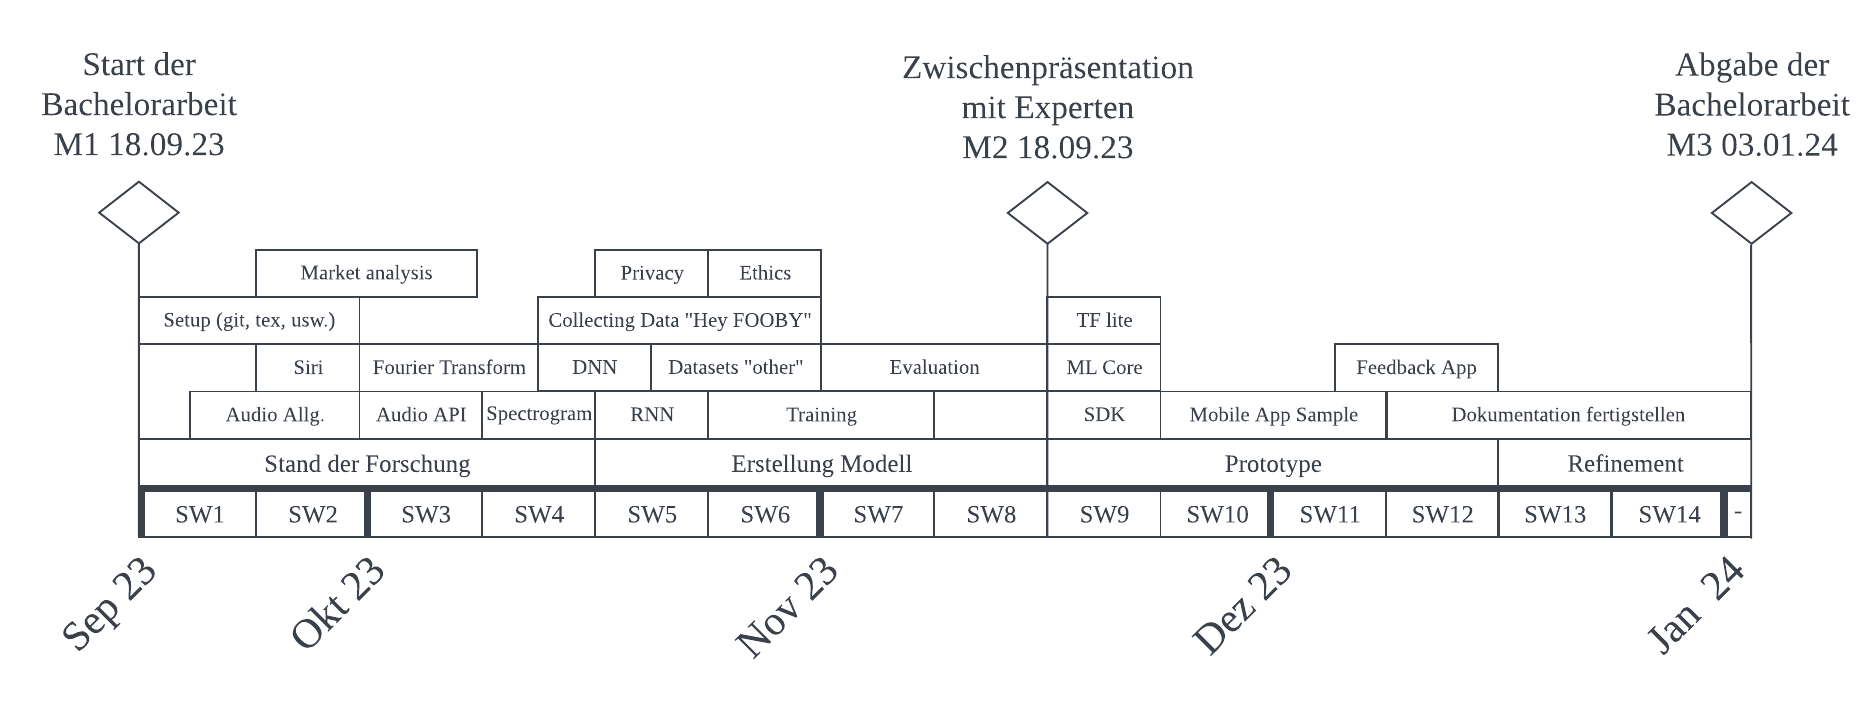 Start der
Bachelorarbeit
M1 18.09.23
Zwischenpräsentation
mit Experten
M2 18.09.23
Abgabe der
Bachelorarbeit
M3 03.01.24
Market analysis
Privacy
Ethics
Setup (git, tex, usw.)
Collecting Data "Hey FOOBY"
TF lite
Siri
Fourier Transform
DNN
Datasets "other"
Evaluation
ML Core
Feedback App
Audio Allg.
Audio API
Spectrogram
RNN
Training
SDK
Mobile App Sample
Dokumentation fertigstellen
Stand der Forschung
Erstellung Modell
Prototype
Refinement
SW1
SW2
SW3
SW4
SW5
SW6
SW7
SW8
SW9
SW10
SW11
SW12
SW13
SW14
-
Sep 23
Okt 23
Nov 23
Dez 23
Jan 24